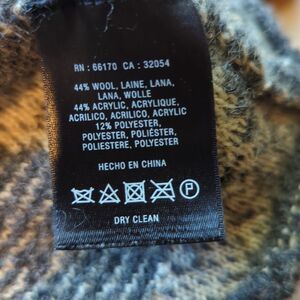 RN : 66170 CA : 32054
44% WOOL, LAINE, LANA,
LANA, WOLLE
44% ACRYLIC, ACRYLIQUE,
ACRILICO, ACRILICO, ACRYLIC
12% POLYESTER,
POLYESTER, POLIÉSTER,
POLIESTERE, POLYESTER
HECHO EN CHINA
P
DRY CLEAN